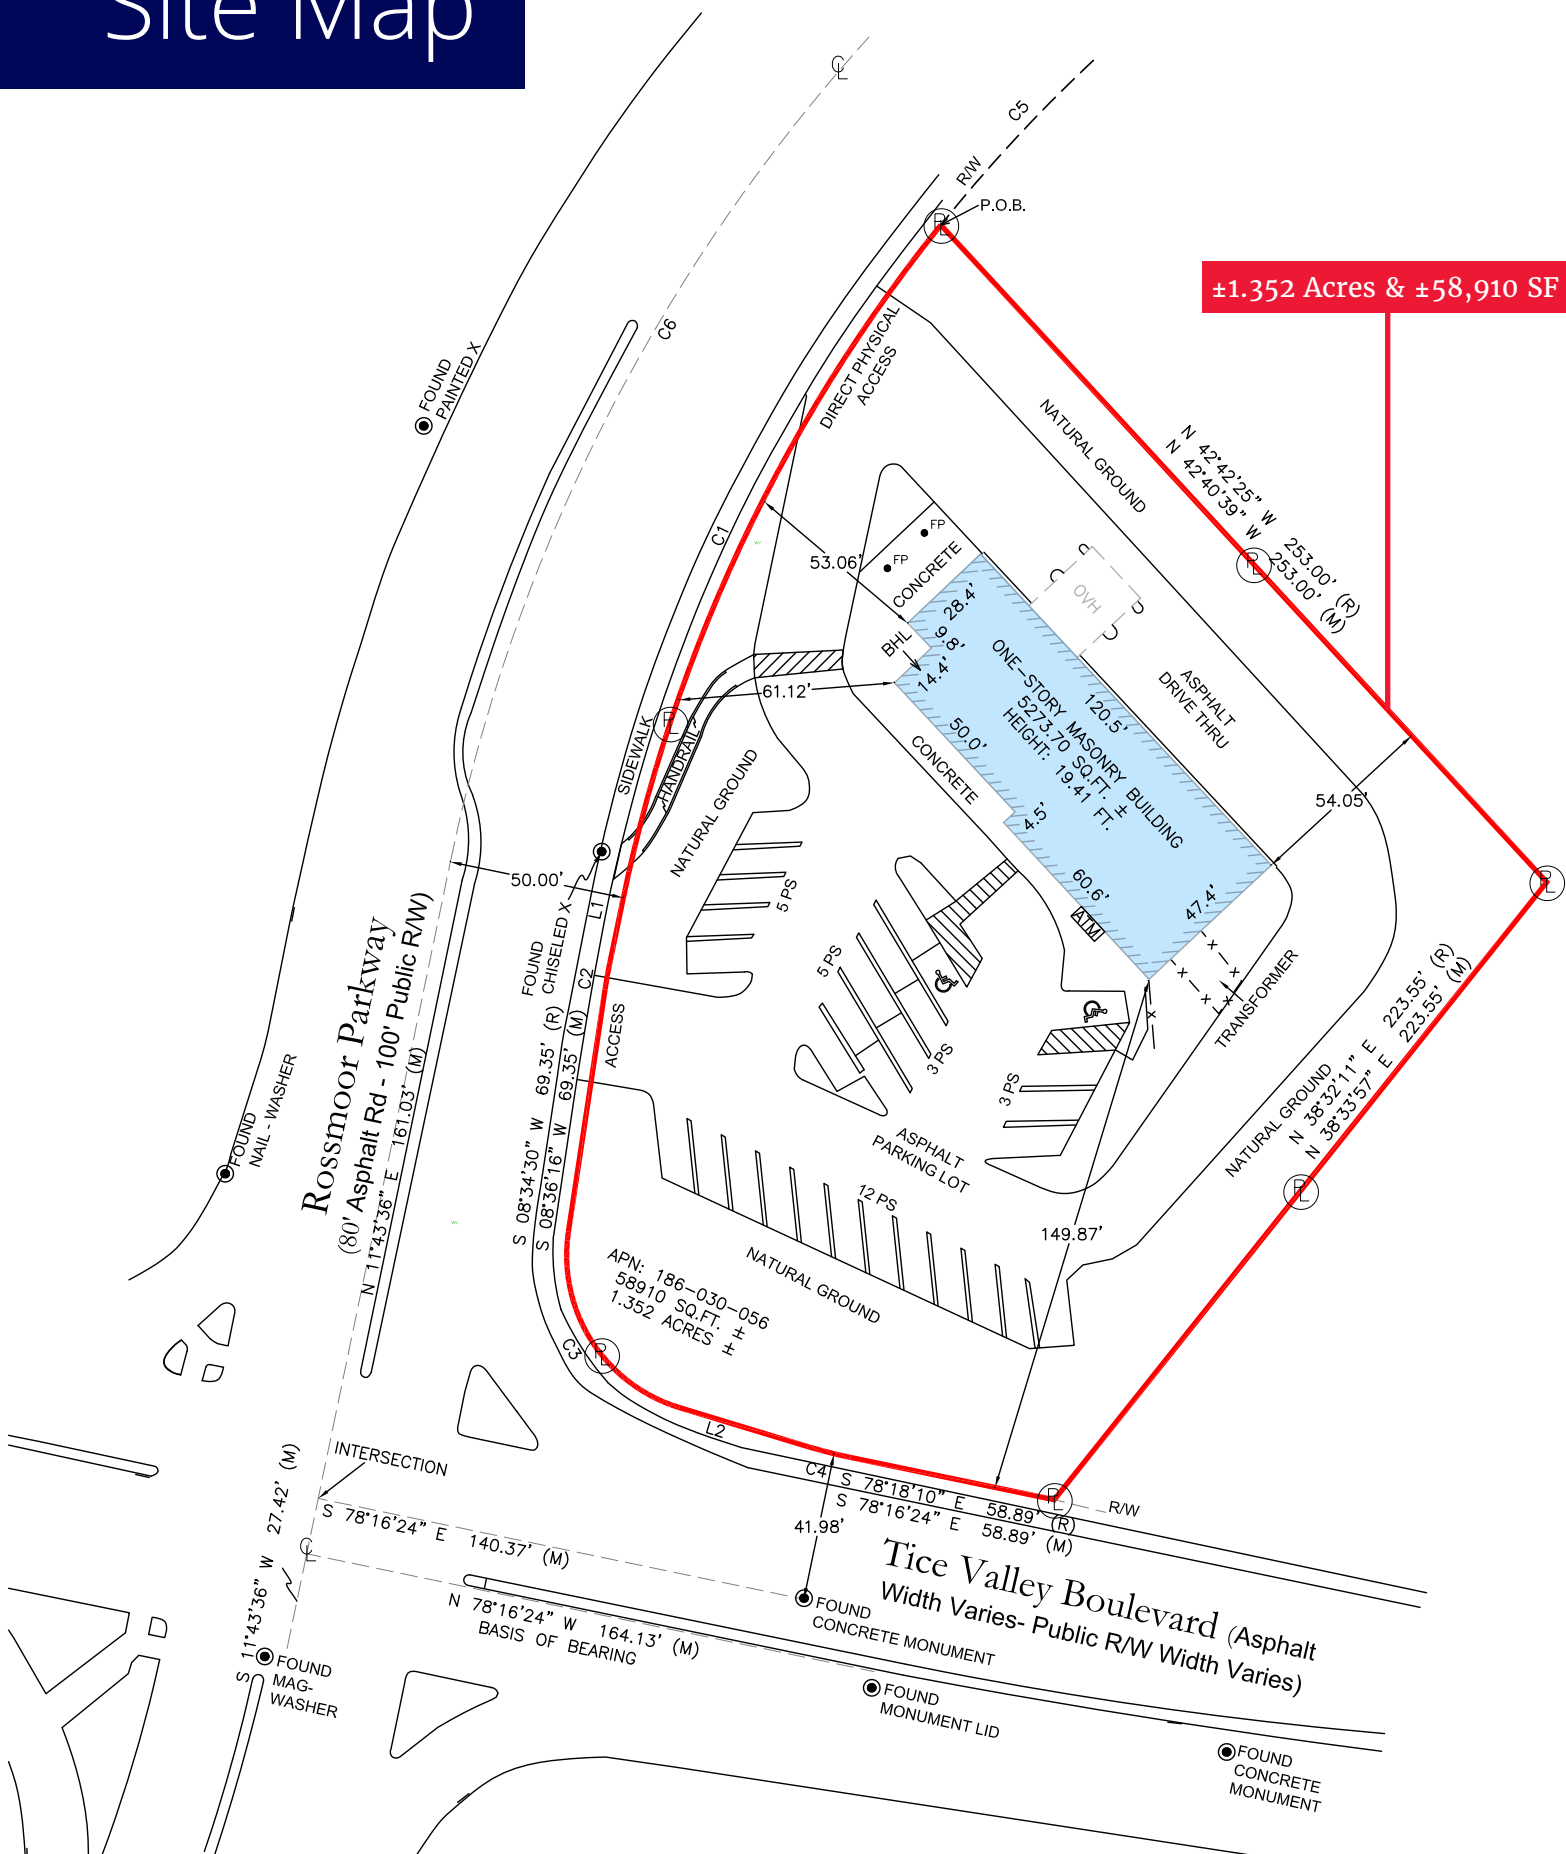 Site Map
℄
C5
R/W
P.O.B.
PL
±1.352 Acres & ±58,910 SF
C6
FOUND
PAINTED X
DIRECT PHYSICAL
ACCESS
NATURAL GROUND
N 42°42'25" W 253.00' (R)
N 42°40'39" W 253.00' (M)
PL
C1
53.06'
FP
FP
CONCRETE
OVH
28.4'
9.8'
BHL
14.4'
ONE-STORY MASONRY BUILDING
5273.70 SQ.FT. ±
HEIGHT: 19.41 FT.
120.5'
ASPHALT
DRIVE THRU
61.12'
PL
SIDEWALK
HANDRAIL
NATURAL GROUND
50.0'
CONCRETE
4.5'
54.05'
60.6'
47.4'
ATM
PL
50.00'
L1
FOUND
CHISELED X
C2
5 PS
5 PS
3 PS
3 PS
TRANSFORMER
ACCESS
Rossmoor Parkway
(80' Asphalt Rd - 100' Public R/W)
N 11°43'36" E 161.03' (M)
S 08°34'30" W 69.35' (R)
S 08°36'16" W 69.35' (M)
FOUND
NAIL - WASHER
N 38°32'11" E 223.55' (R)
N 38°33'57" E 223.55' (M)
NATURAL GROUND
PL
ASPHALT
PARKING LOT
12 PS
149.87'
NATURAL GROUND
APN: 186-030-056
58910 SQ.FT. ±
1.352 ACRES ±
C3
PL
L2
C4
S 78°18'10" E 58.89' (R)
S 78°16'24" E 58.89' (M)
PL
R/W
INTERSECTION
S 78°16'24" E 140.37' (M)
41.98'
S 11°43'36" W 27.42' (M)
℄
Tice Valley Boulevard (Asphalt
Width Varies- Public R/W Width Varies)
FOUND
CONCRETE MONUMENT
N 78°16'24" W 164.13' (M)
BASIS OF BEARING
FOUND
MAG-
WASHER
FOUND
MONUMENT LID
FOUND
CONCRETE
MONUMENT